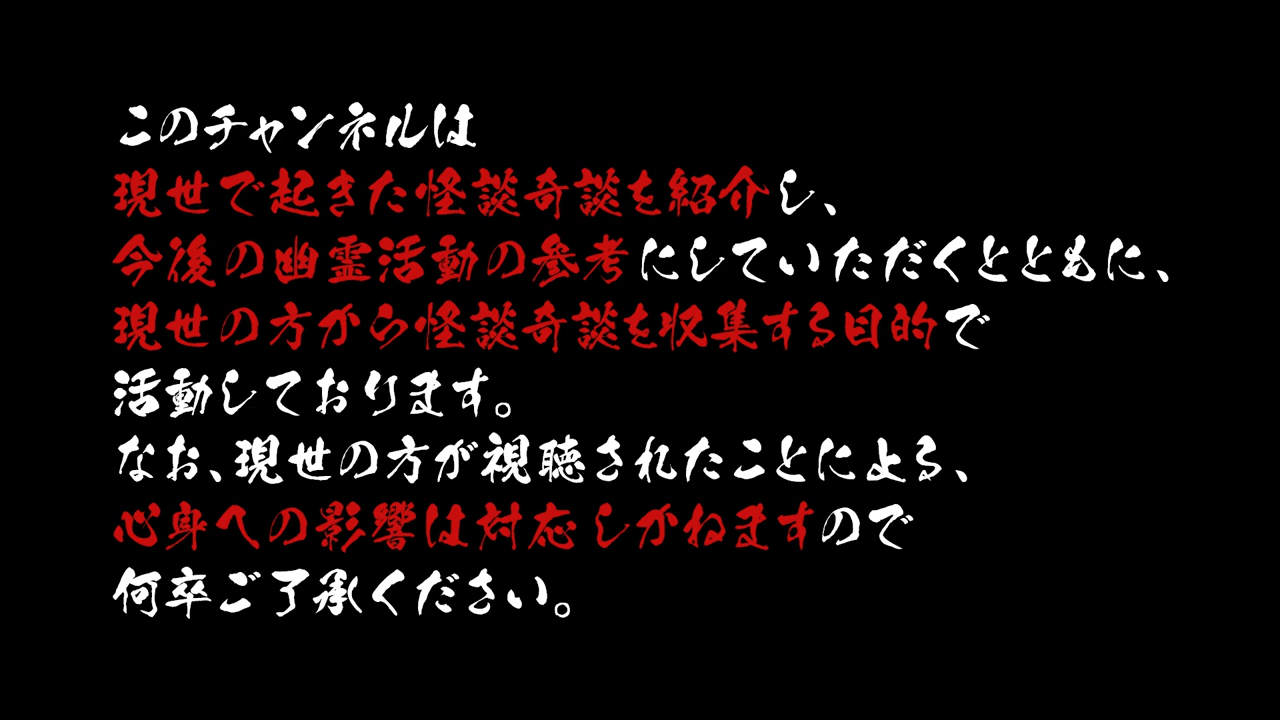 このチャンネルは
現世で起きた怪談奇談を紹介し、
今後の幽霊活動の参考にしていただくとともに、
現世の方から怪談奇談を収集する目的で
活動しております。
なお、現世の方が視聴されたことによる、
心身への影響は対応しかねますので
何卒ご了承ください。